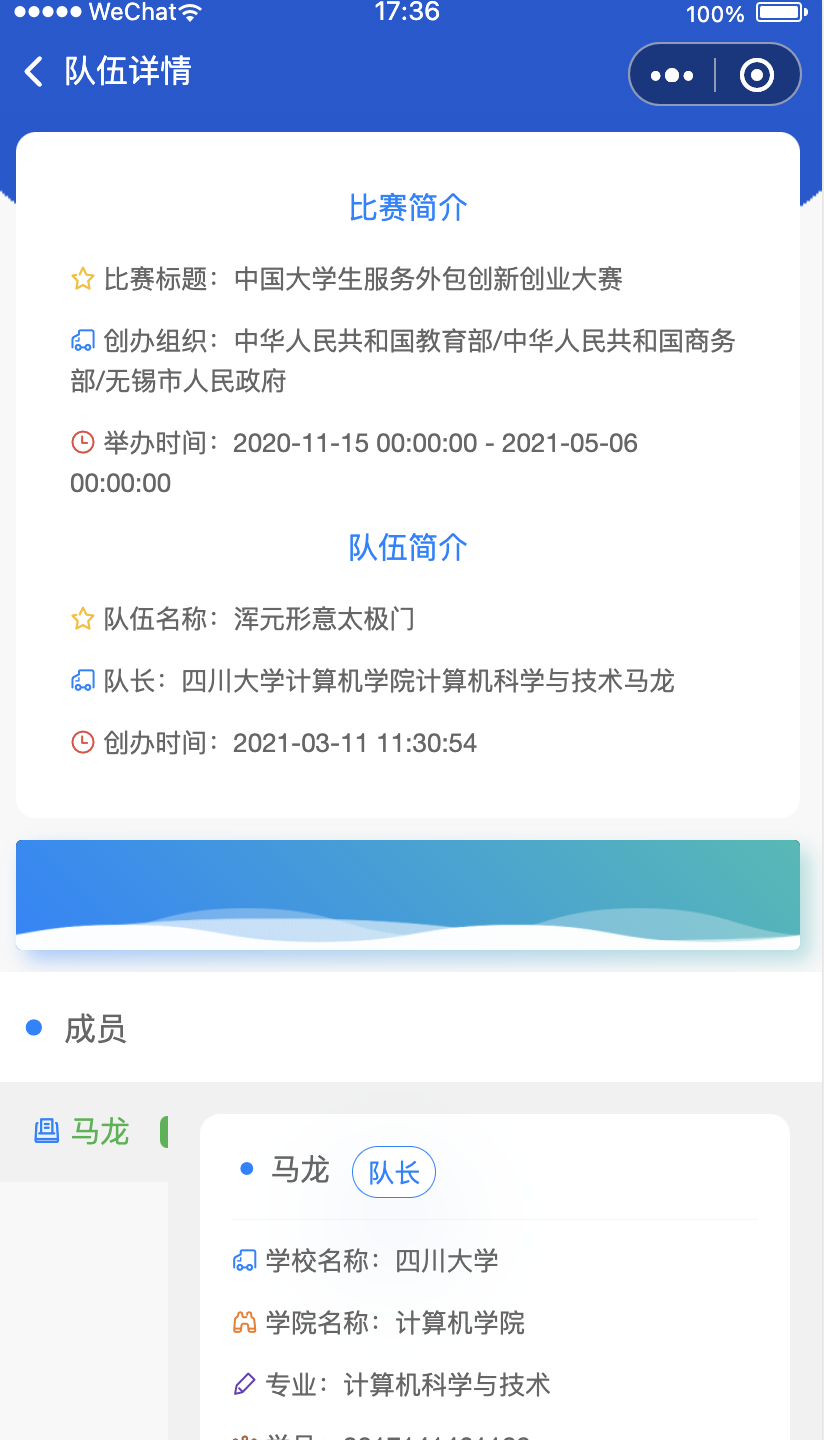 WeChat 17:36 100%
队伍详情
比赛简介
比赛标题：中国大学生服务外包创新创业大赛
创办组织：中华人民共和国教育部/中华人民共和国商务
部/无锡市人民政府
举办时间：2020-11-15 00:00:00 - 2021-05-06
00:00:00
队伍简介
队伍名称：浑元形意太极门
队长：四川大学计算机学院计算机科学与技术马龙
创办时间：2021-03-11 11:30:54
成员
马龙
马龙 队长
学校名称：四川大学
学院名称：计算机学院
专业：计算机科学与技术